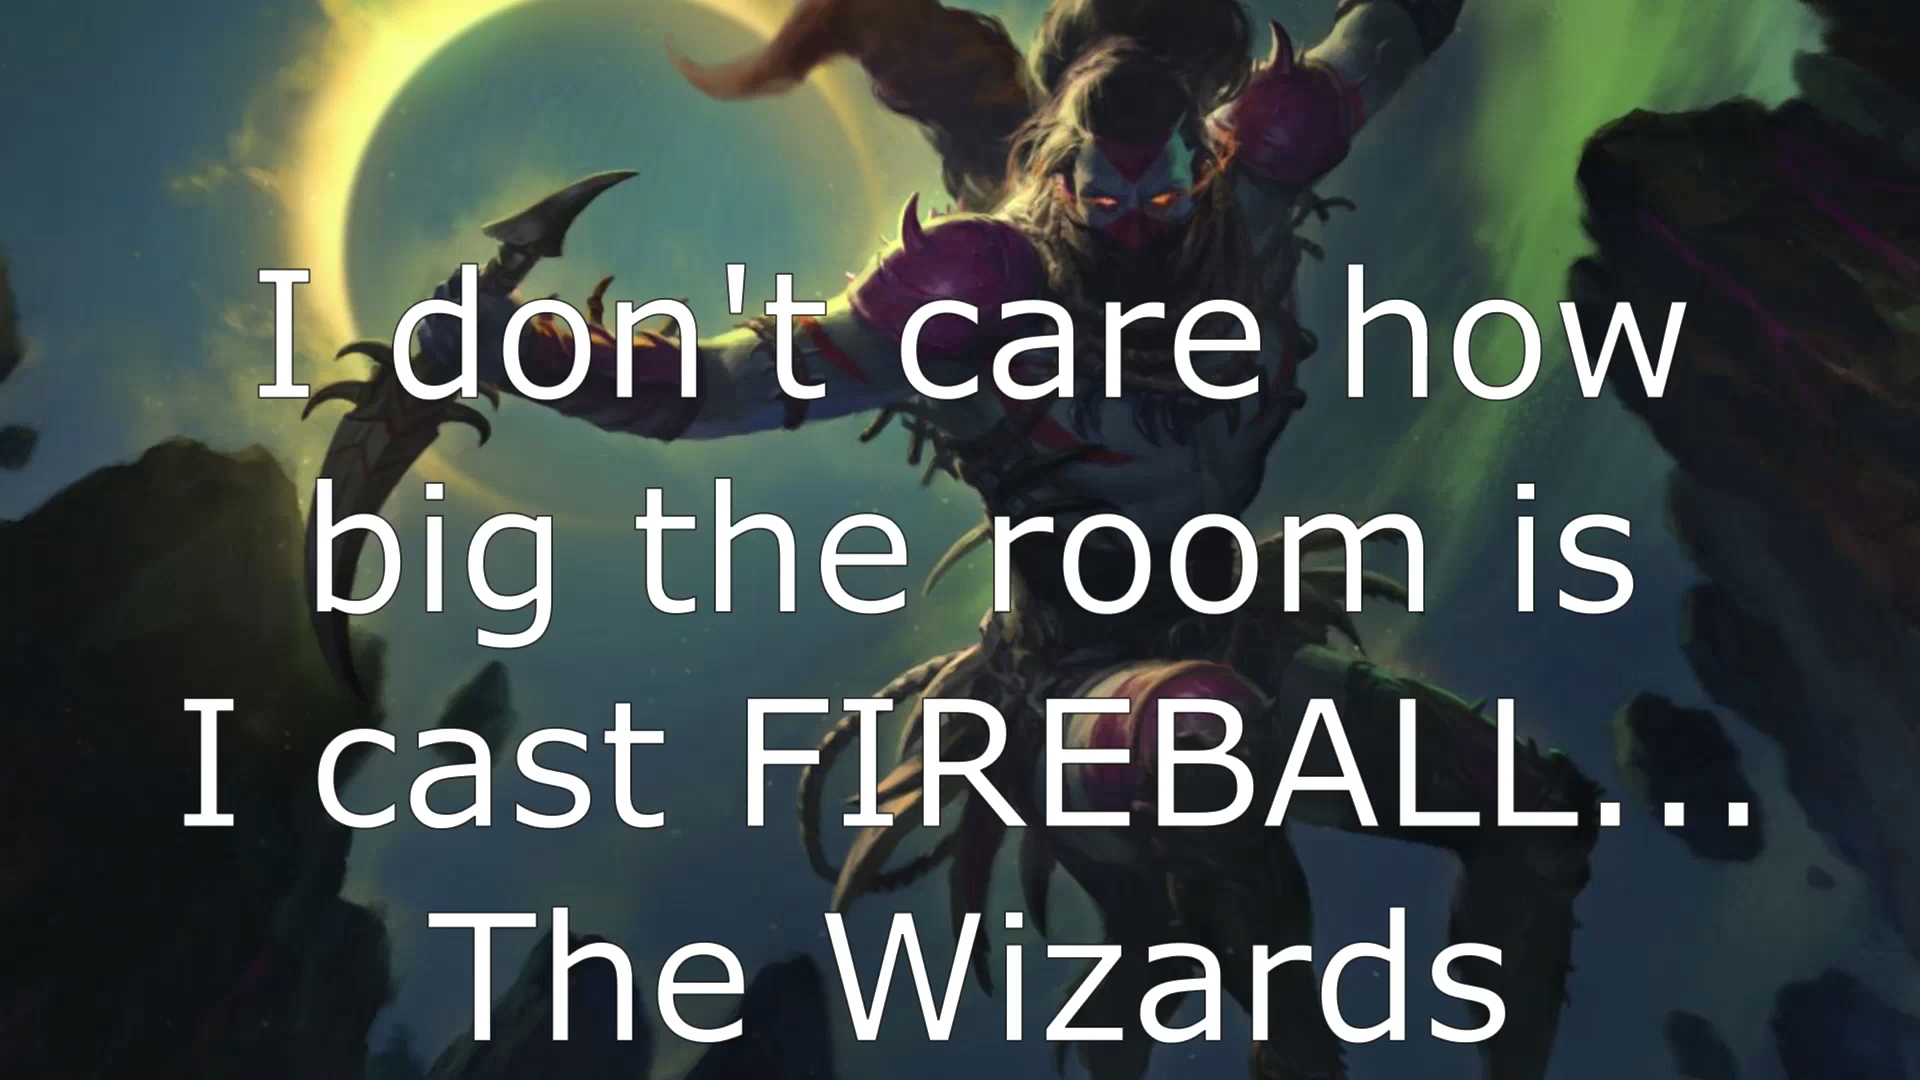 I don't care how
big the room is
I cast FIREBALL...
The Wizards